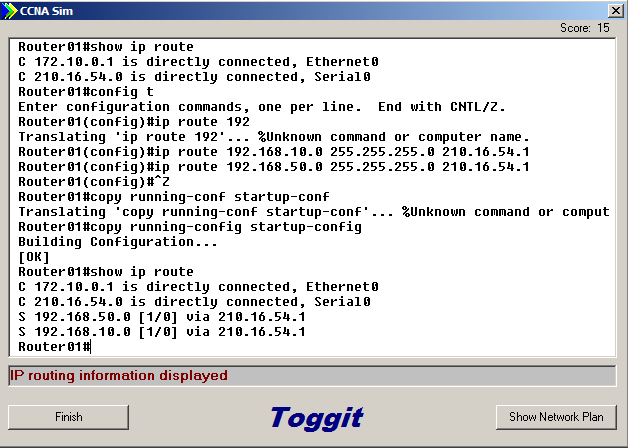 CCNA Sim
Score: 15
Router01#show ip route
C 172.10.0.1 is directly connected, Ethernet0
C 210.16.54.0 is directly connected, Serial0
Router01#config t
Enter configuration commands, one per line.  End with CNTL/Z.
Router01(config)#ip route 192
Translating 'ip route 192'... %Unknown command or computer name.
Router01(config)#ip route 192.168.10.0 255.255.255.0 210.16.54.1
Router01(config)#ip route 192.168.50.0 255.255.255.0 210.16.54.1
Router01(config)#^Z
Router01#copy running-conf startup-conf
Translating 'copy running-conf startup-conf'... %Unknown command or comput
Router01#copy running-config startup-config
Building Configuration...
[OK]
Router01#show ip route
C 172.10.0.1 is directly connected, Ethernet0
C 210.16.54.0 is directly connected, Serial0
S 192.168.50.0 [1/0] via 210.16.54.1
S 192.168.10.0 [1/0] via 210.16.54.1
Router01#
IP routing information displayed
Finish
Toggit
Show Network Plan